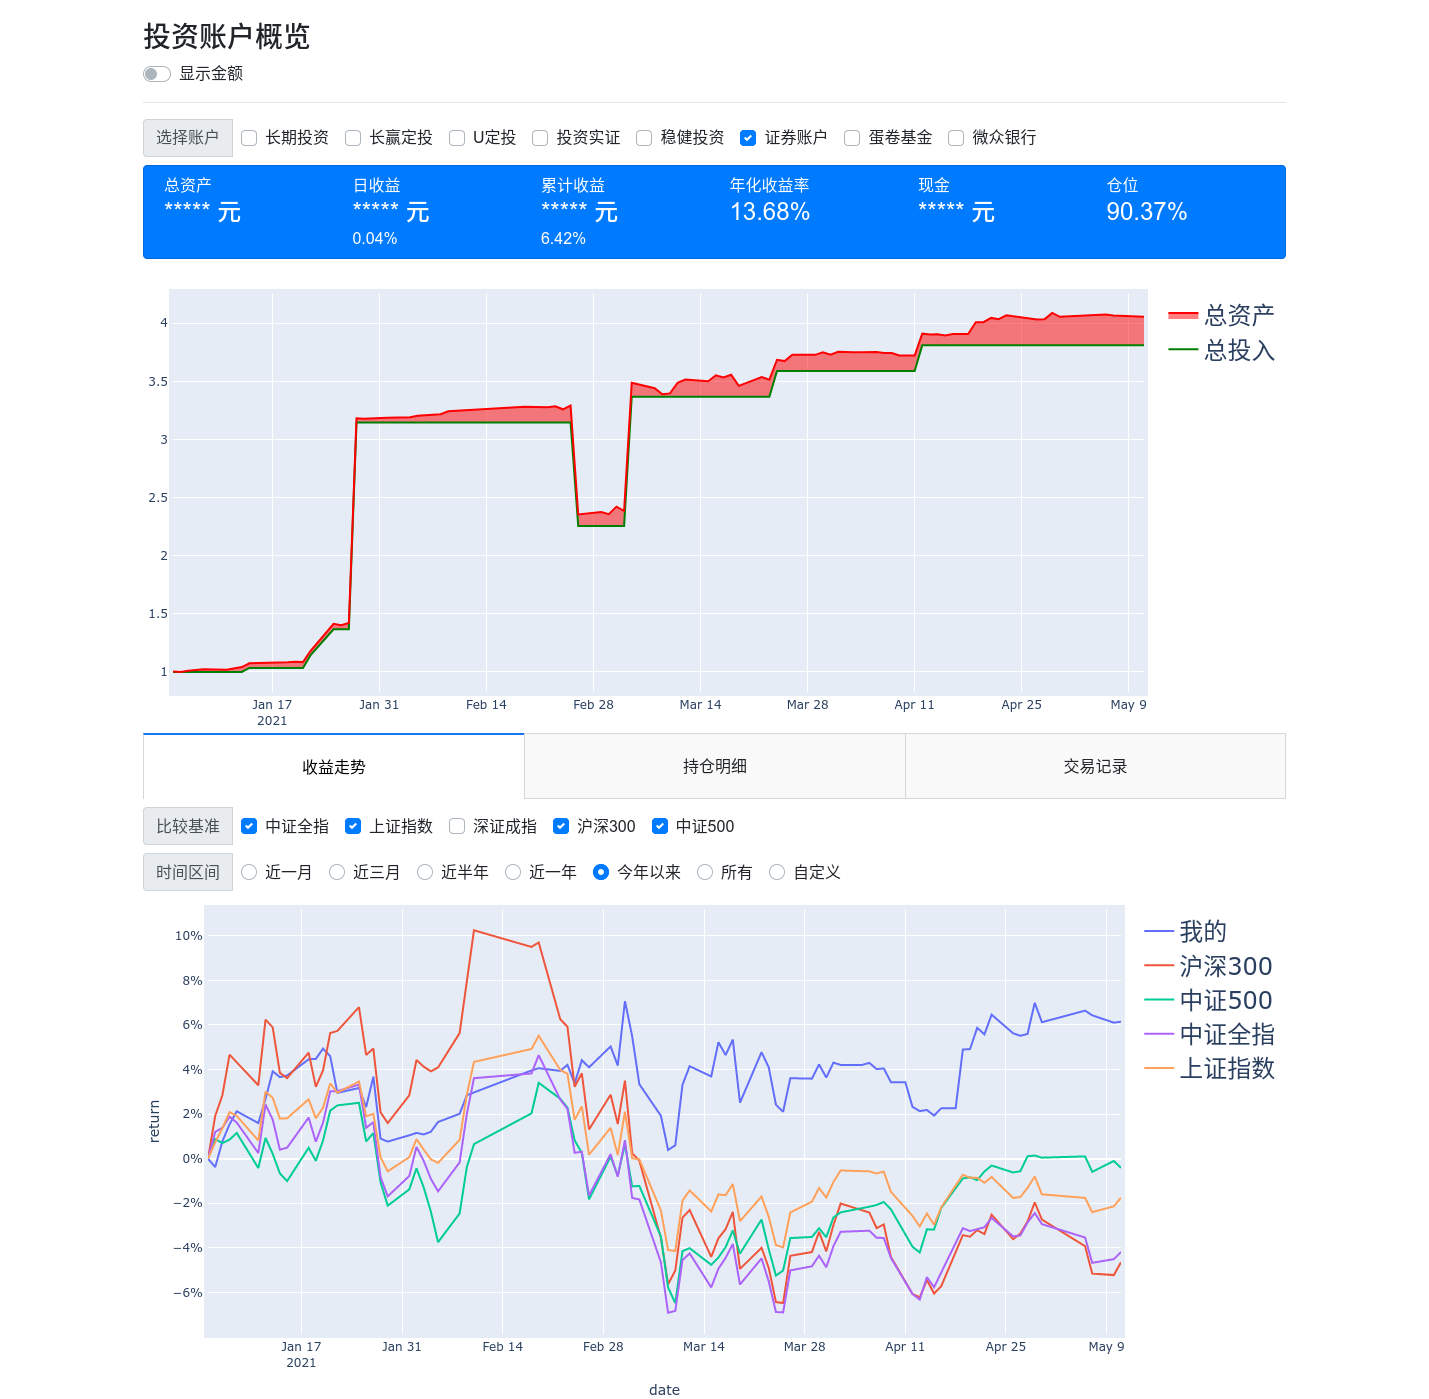 投资账户概览
显示金额
选择账户 长期投资 长赢定投 U定投 投资实证 稳健投资 证券账户 蛋卷基金 微众银行
总资产 日收益 累计收益 年化收益率 现金 仓位
***** 元 ***** 元 ***** 元 13.68% ***** 元 90.37%
0.04% 6.42%
总资产
总投入
4
3.5
3
2.5
2
1.5
1
Jan 17 Jan 31 Feb 14 Feb 28 Mar 14 Mar 28 Apr 11 Apr 25 May 9
2021
收益走势 持仓明细 交易记录
比较基准 中证全指 上证指数 深证成指 沪深300 中证500
时间区间 近一月 近三月 近半年 近一年 今年以来 所有 自定义
我的
沪深300
中证500
中证全指
上证指数
10%
8%
6%
4%
2%
0%
−2%
−4%
−6%
return
Jan 17 Jan 31 Feb 14 Feb 28 Mar 14 Mar 28 Apr 11 Apr 25 May 9
2021
date